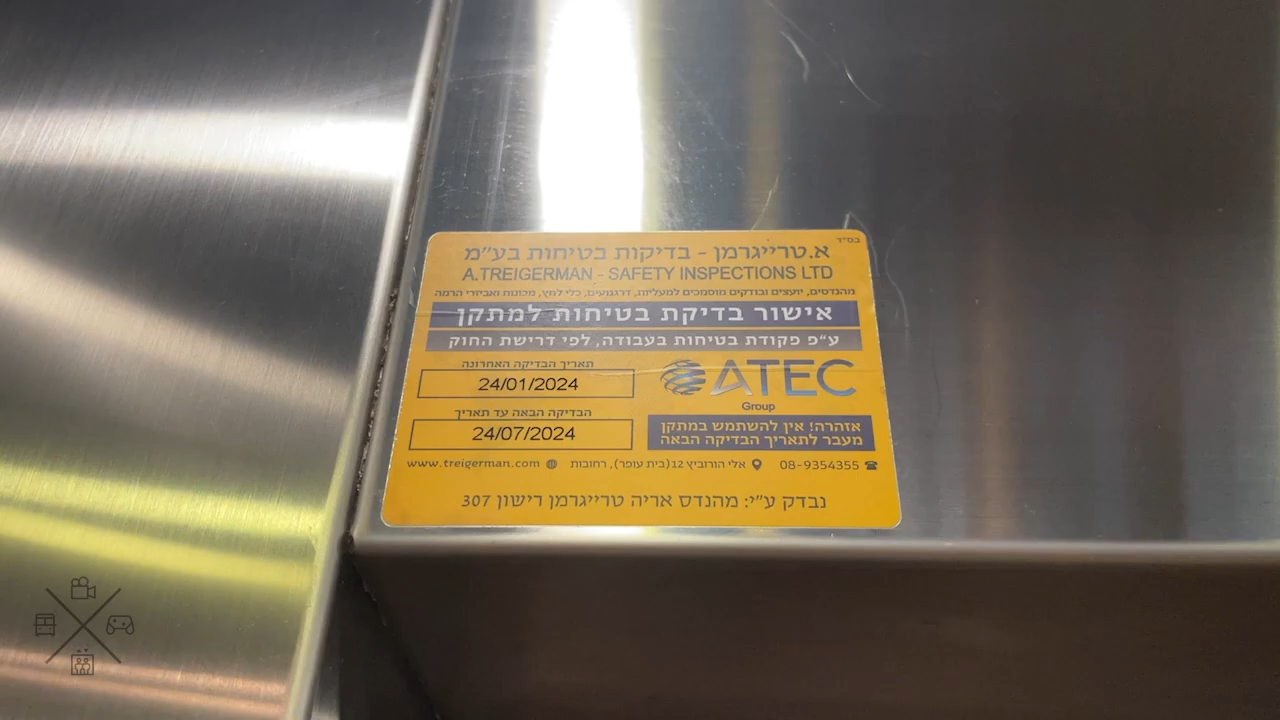 בס״ד
א.טרייגרמן - בדיקות בטיחות בע״מ
A.TREIGERMAN - SAFETY INSPECTIONS LTD
מהנדסים, יועצים ובודקים מוסמכים למעליות, דרגנועים, כלי לחץ, מכונות ואביזרי הרמה
אישור בדיקת בטיחות למתקן
ע״פ פקודת בטיחות בעבודה, לפי דרישת החוק
תאריך הבדיקה האחרונה
24/01/2024
ATEC
Group
הבדיקה הבאה עד תאריך
24/07/2024
אזהרה! אין להשתמש במתקן
מעבר לתאריך הבדיקה הבאה
08-9354355 אלי הורוביץ 12(בית עופר), רחובות www.treigerman.com
נבדק ע״י: מהנדס אריה טרייגרמן רישון 307